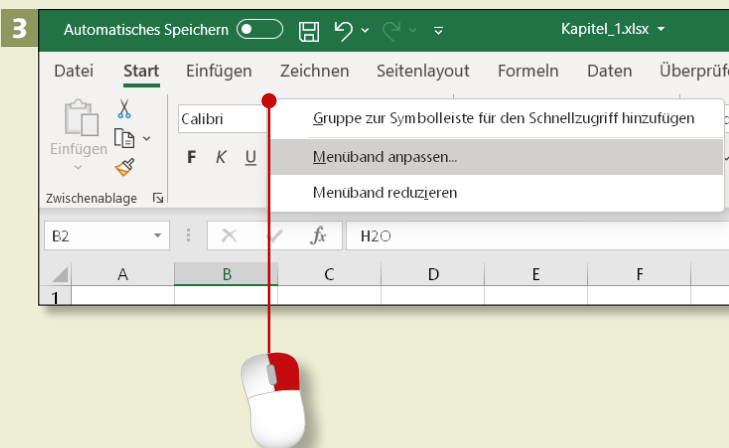 3
Automatisches Speichern
Kapitel_1.xlsx
Datei Start Einfügen Zeichnen Seitenlayout Formeln Daten
Einfügen
Zwischenablage
Calibri
F K U
Gruppe zur Symbolleiste für den Schnellzugriff hinzufügen
Menüband anpassen...
Menüband reduzieren
B2
fx
H2O
A B C D E F
1